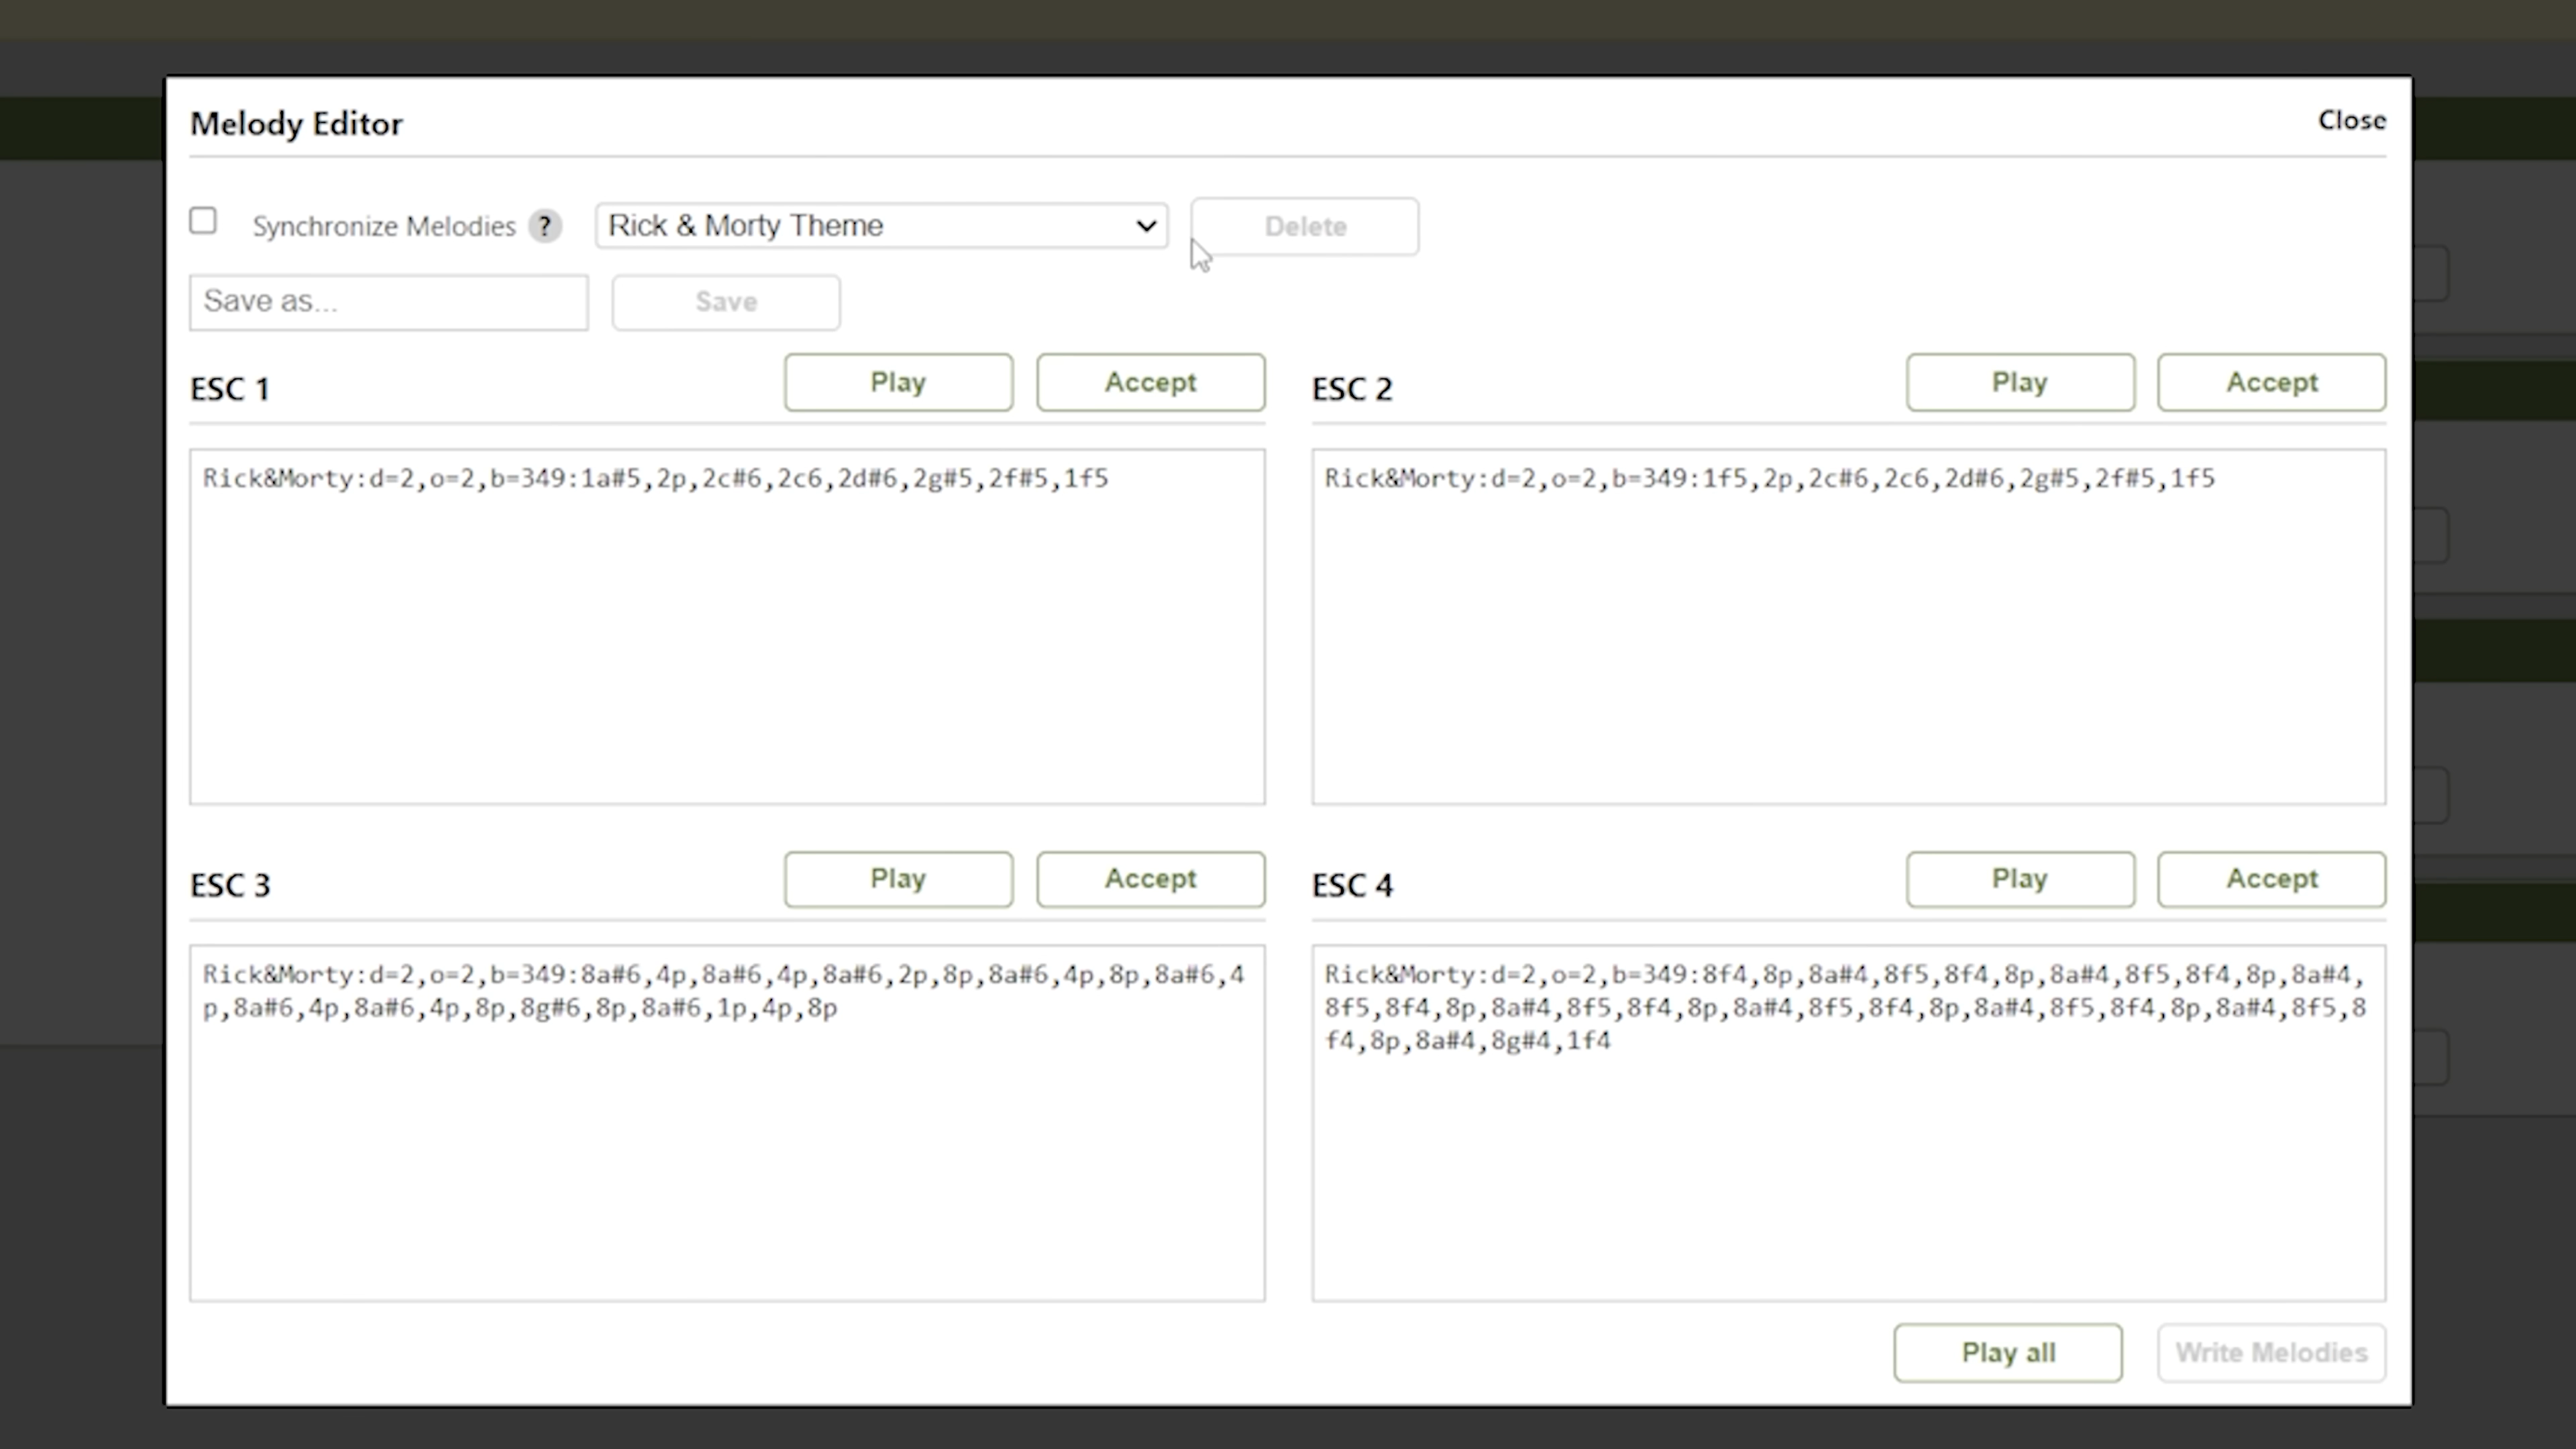 Melody Editor
Close
Synchronize Melodies ? Rick & Morty Theme Delete
Save as... Save
ESC 1 Play Accept
Rick&Morty:d=2,o=2,b=349:1a#5,2p,2c#6,2c6,2d#6,2g#5,2f#5,1f5
ESC 2 Play Accept
Rick&Morty:d=2,o=2,b=349:1f5,2p,2c#6,2c6,2d#6,2g#5,2f#5,1f5
ESC 3 Play Accept
Rick&Morty:d=2,o=2,b=349:8a#6,4p,8a#6,4p,8a#6,2p,8p,8a#6,4p,8p,8a#6,4
p,8a#6,4p,8a#6,4p,8p,8g#6,8p,8a#6,1p,4p,8p
ESC 4 Play Accept
Rick&Morty:d=2,o=2,b=349:8f4,8p,8a#4,8f5,8f4,8p,8a#4,8f5,8f4,8p,8a#4,
8f5,8f4,8p,8a#4,8f5,8f4,8p,8a#4,8f5,8f4,8p,8a#4,8f5,8f4,8p,8a#4,8f5,8
f4,8p,8a#4,8g#4,1f4
Play all Write Melodies